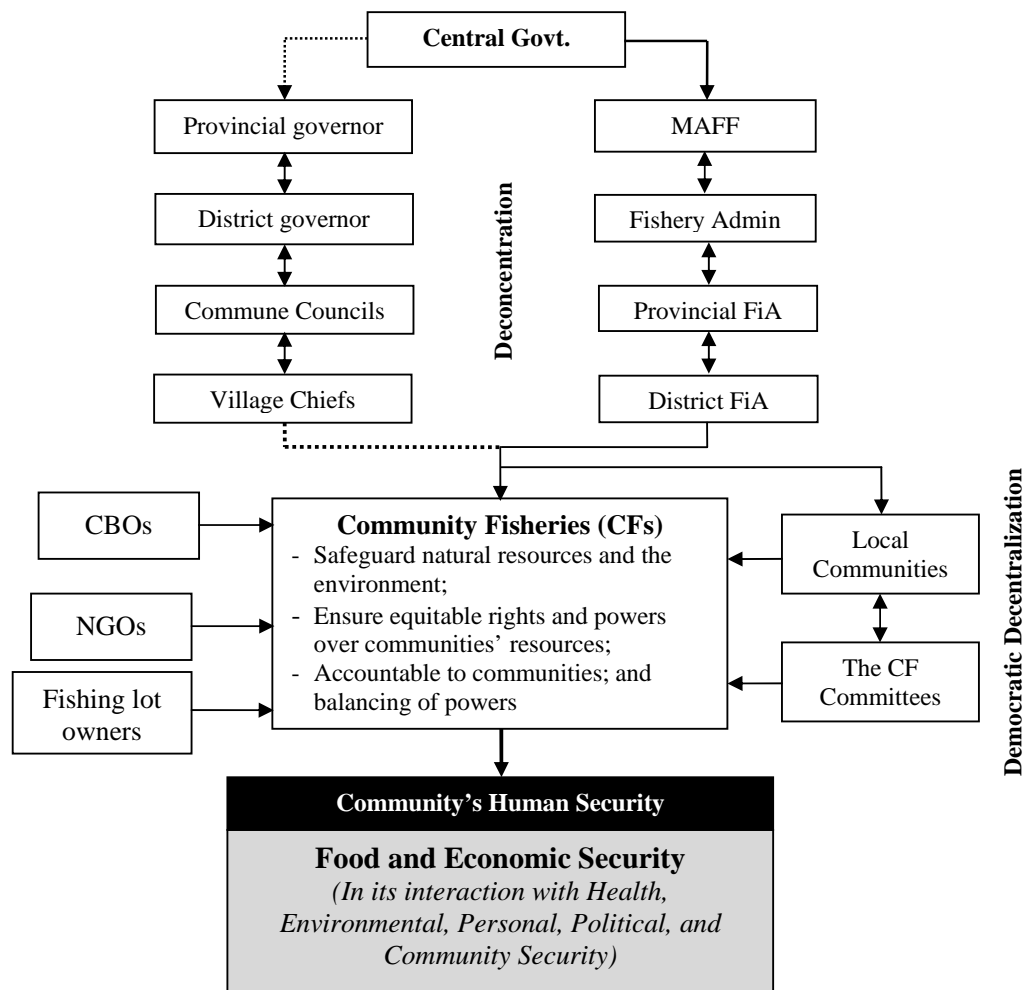 Central Govt.
Provincial governor
MAFF
District governor
Fishery Admin
Deconcentration
Commune Councils
Provincial FiA
Village Chiefs
District FiA
CBOs
NGOs
Fishing lot
owners
Community Fisheries (CFs)
- Safeguard natural resources and the
environment;
- Ensure equitable rights and powers
over communities’ resources;
- Accountable to communities; and
balancing of powers
Local
Communities
The CF
Committees
Democratic Decentralization
Community’s Human Security
Food and Economic Security
(In its interaction with Health,
Environmental, Personal, Political, and
Community Security)